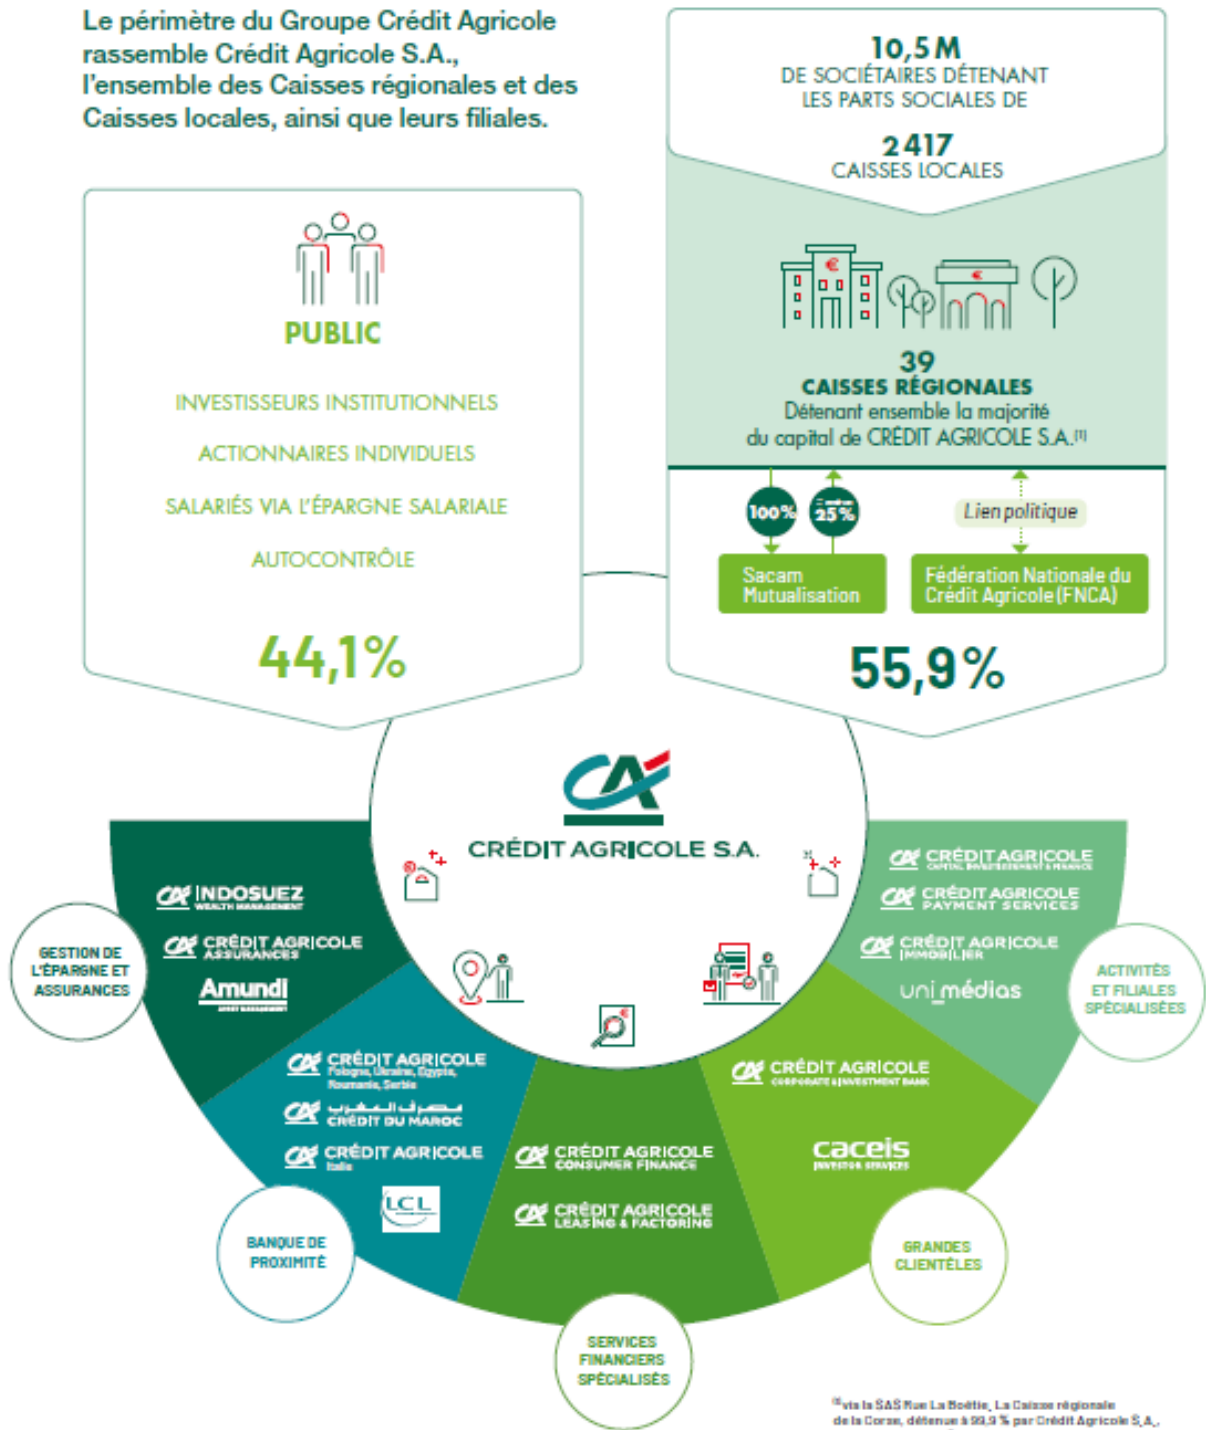 Le périmètre du Groupe Crédit Agricole
rassemble Crédit Agricole S.A.,
l'ensemble des Caisses régionales et des
Caisses locales, ainsi que leurs filiales.
10,5 M
DE SOCIÉTAIRES DÉTENANT
LES PARTS SOCIALES DE
2 417
CAISSES LOCALES
PUBLIC
INVESTISSEURS INSTITUTIONNELS
ACTIONNAIRES INDIVIDUELS
SALARIÉS VIA L'ÉPARGNE SALARIALE
AUTOCONTRÔLE
44,1%
39
CAISSES RÉGIONALES
Détenant ensemble la majorité
du capital de CRÉDIT AGRICOLE S.A.(1)
100%
25%
Lien politique
Sacam
Mutualisation
Fédération Nationale du
Crédit Agricole (FNCA)
55,9%
CRÉDIT AGRICOLE S.A.
GESTION DE
L'ÉPARGNE ET
ASSURANCES
INDOSUEZ
WEALTH MANAGEMENT
CRÉDIT AGRICOLE
ASSURANCES
Amundi
ASSET MANAGEMENT
BANQUE DE
PROXIMITÉ
CRÉDIT AGRICOLE
Pologne, Ukraine, Égypte,
Roumanie, Serbie
مصرف المغرب
CRÉDIT DU MAROC
CRÉDIT AGRICOLE
Italie
LCL
SERVICES
FINANCIERS
SPÉCIALISÉS
CRÉDIT AGRICOLE
CONSUMER FINANCE
CRÉDIT AGRICOLE
LEASING & FACTORING
GRANDES
CLIENTÈLES
CRÉDIT AGRICOLE
CORPORATE & INVESTMENT BANK
caceis
INVESTOR SERVICES
ACTIVITÉS
ET FILIALES
SPÉCIALISÉES
CRÉDIT AGRICOLE
CAPITAL INVESTISSEMENT & FINANCE
CRÉDIT AGRICOLE
PAYMENT SERVICES
CRÉDIT AGRICOLE
IMMOBILIER
uni_médias
(1) via la SAS Rue La Boétie, La Caisse régionale
de la Corse, détenue à 99,9 % par Crédit Agricole S.A.,